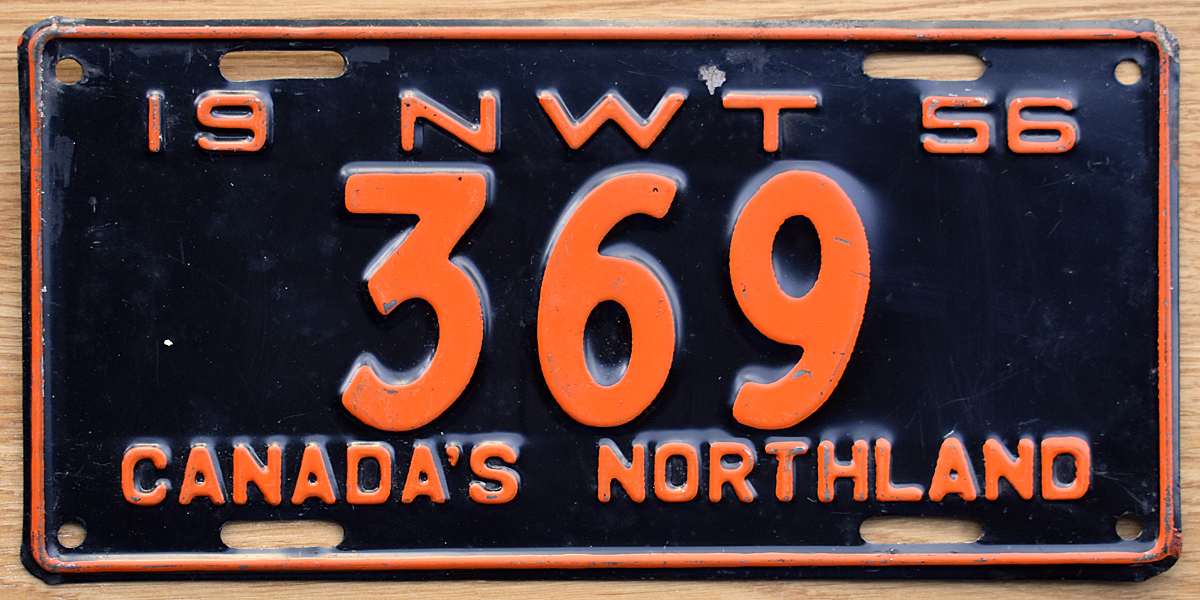 19 NWT 56
369
CANADA'S NORTHLAND